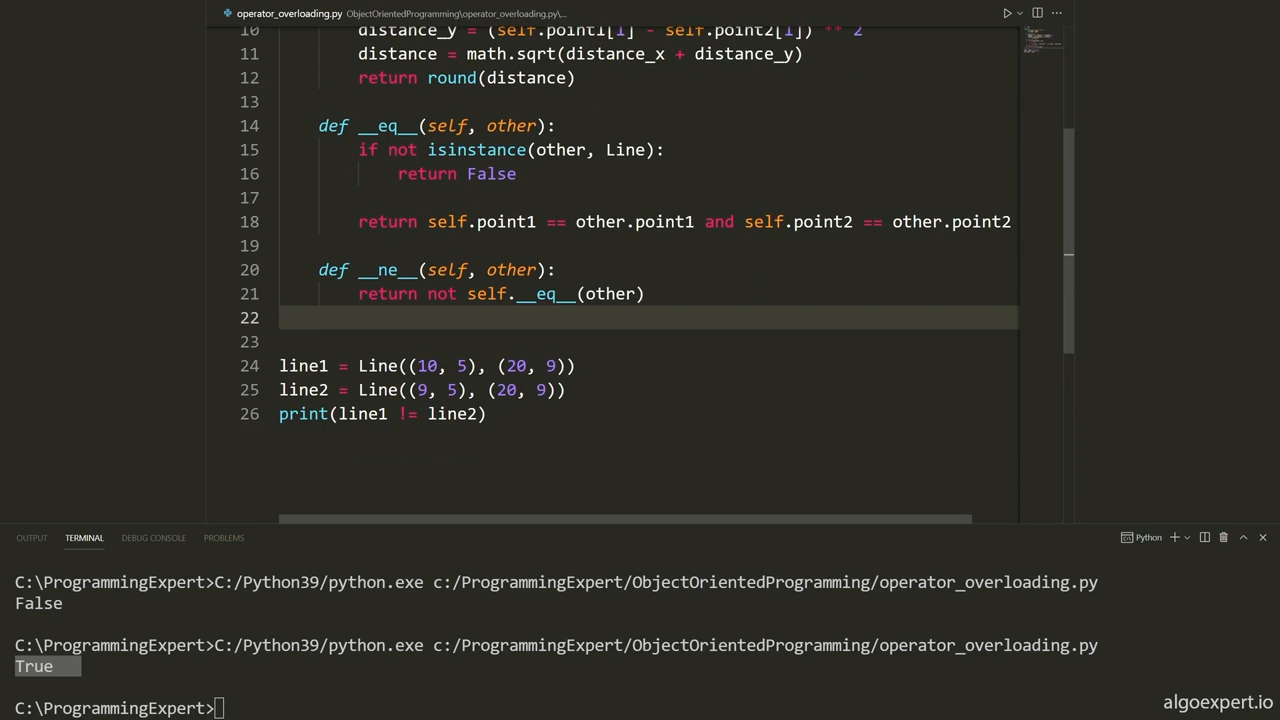 operator_overloading.py ObjectOrientedProgramming\operator_overloading.py\...
10 distance_y = (self.point1[1] - self.point2[1]) ** 2
11 distance = math.sqrt(distance_x + distance_y)
12 return round(distance)
13
14 def __eq__(self, other):
15 if not isinstance(other, Line):
16 return False
17
18 return self.point1 == other.point1 and self.point2 == other.point2
19
20 def __ne__(self, other):
21 return not self.__eq__(other)
22
23
24 line1 = Line((10, 5), (20, 9))
25 line2 = Line((9, 5), (20, 9))
26 print(line1 != line2)
OUTPUT TERMINAL DEBUG CONSOLE PROBLEMS Python
C:\ProgrammingExpert>C:/Python39/python.exe c:/ProgrammingExpert/ObjectOrientedProgramming/operator_overloading.py
False
C:\ProgrammingExpert>C:/Python39/python.exe c:/ProgrammingExpert/ObjectOrientedProgramming/operator_overloading.py
True
C:\ProgrammingExpert>
algoexpert.io